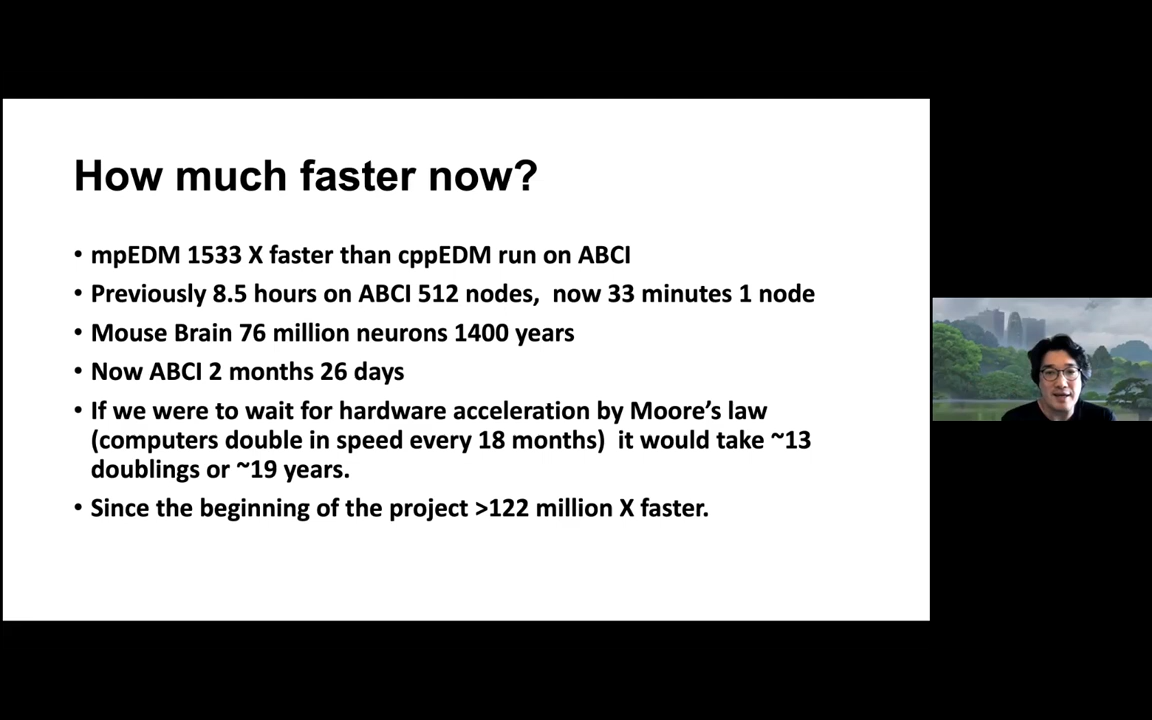 How much faster now?
• mpEDM 1533 X faster than cppEDM run on ABCI
• Previously 8.5 hours on ABCI 512 nodes,  now 33 minutes 1 node
• Mouse Brain 76 million neurons 1400 years
• Now ABCI 2 months 26 days
• If we were to wait for hardware acceleration by Moore’s law
(computers double in speed every 18 months)  it would take ~13
doublings or ~19 years.
• Since the beginning of the project >122 million X faster.